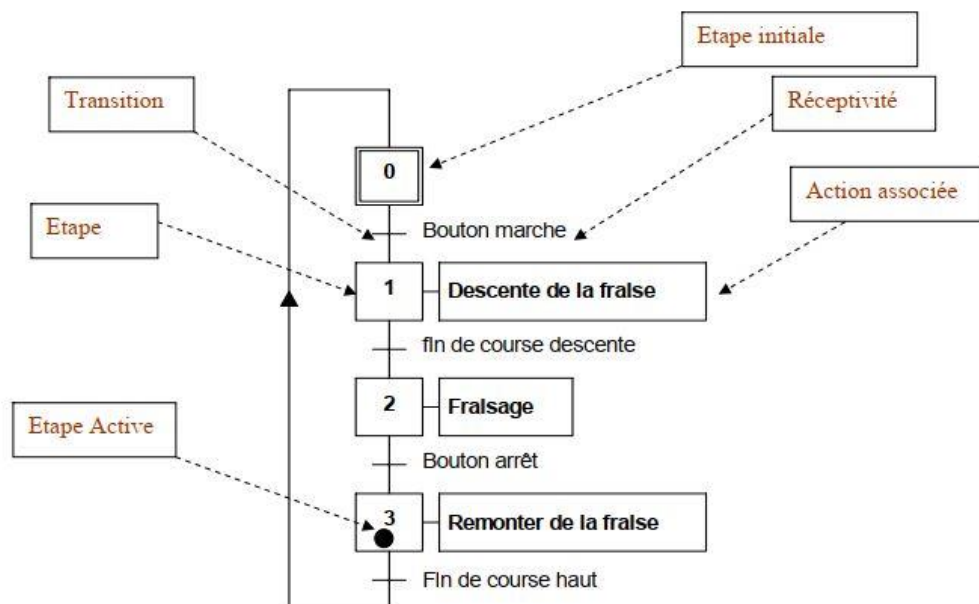 Etape initiale
Transition
Réceptivité
0
Action associée
Etape
Bouton marche
1
Descente de la fraise
fin de course descente
2
Fraisage
Etape Active
Bouton arrêt
3
Remonter de la fraise
Fin de course haut